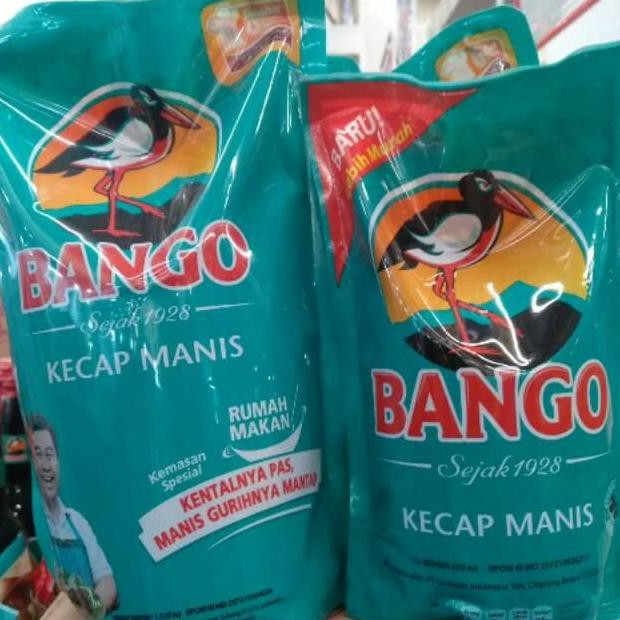 BANGO
Sejak 1928
KECAP MANIS
RUMAH
MAKAN
Kemasan
Spesial
KENTALNYA PAS,
MANIS GURIHNYA MANTAP
BARU!
BANGO
Sejak 1928
KECAP MANIS